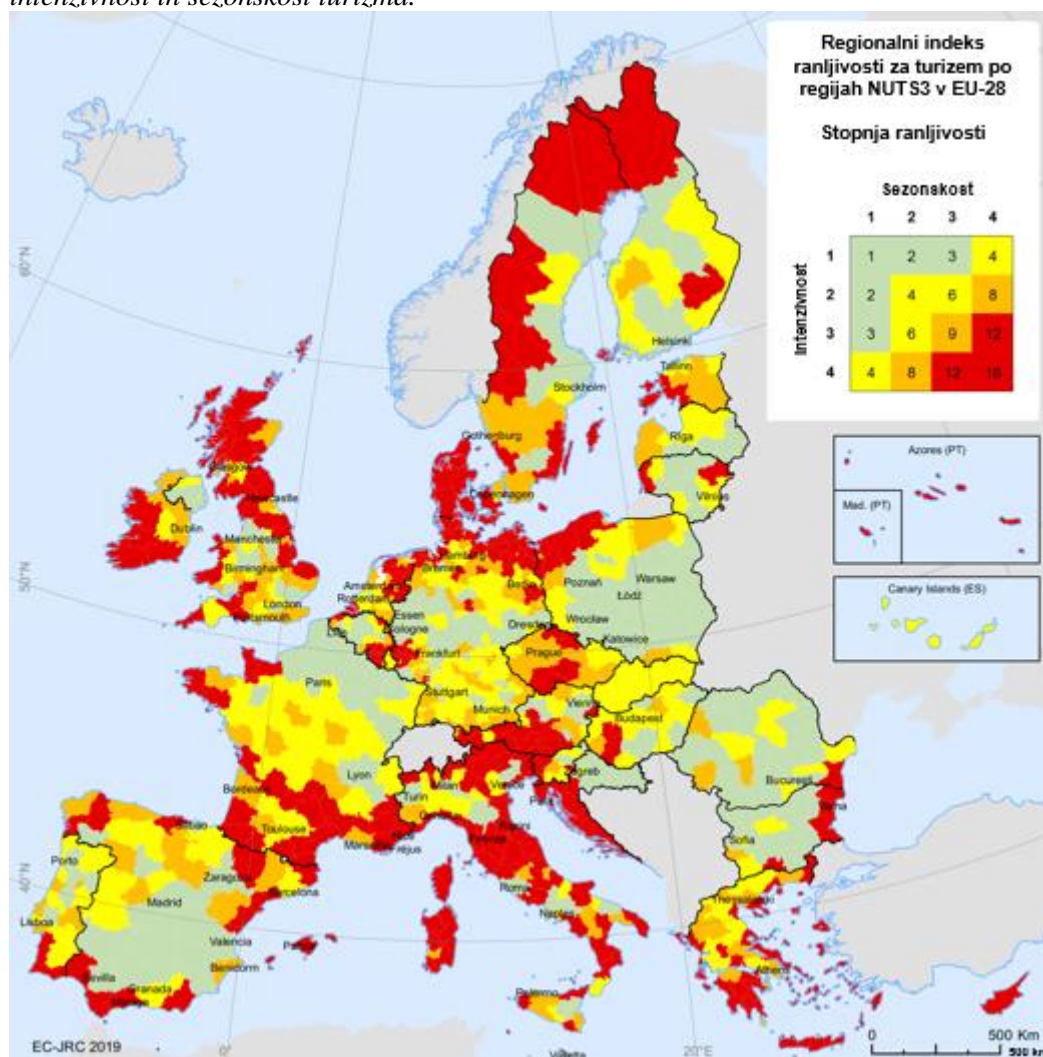 intenzivnost in sezonskost turizma.
Regionalni indeks
ranljivosti za turizem po
regijah NUTS3 v EU-28
Stopnja ranljivosti
Sezonskost
1 2 3 4
Intenzivnost
1 1 2 3 4
2 2 4 6 8
3 3 6 9 12
4 4 8 12 16
60°N
50°N
40°N
Helsinki
Tallinn
Stockholm
Gothenburg
Rīga
Vilnius
Copenhagen
Glasgow
Newcastle
Dublin
Manchester
Birmingham
London
Portsmouth
Hamburg
Bremen
Berlin
Amsterdam
Rotterdam
Essen
Cologne
Lille
Frankfurt
Dresden
Poznań
Warsaw
Łódź
Wrocław
Katowice
Prague
Paris
Stuttgart
Munich
Vienna
Budapest
Lyon
Milan
Venice
Zagreb
Turin
Genova
Bordeaux
Toulouse
Bilbao
Rimini
București
Varna
Sofia
Porto
Zaragoza
Barcelona
Madrid
Roma
Naples
Thessaloniki
Lisboa
Valencia
Benidorm
Sevilla
Granada
Palermo
Athens
Valletta
Azores (PT)
Mad. (PT)
Canary Islands (ES)
EC-JRC 2019
0°
20°E
0 500 Km